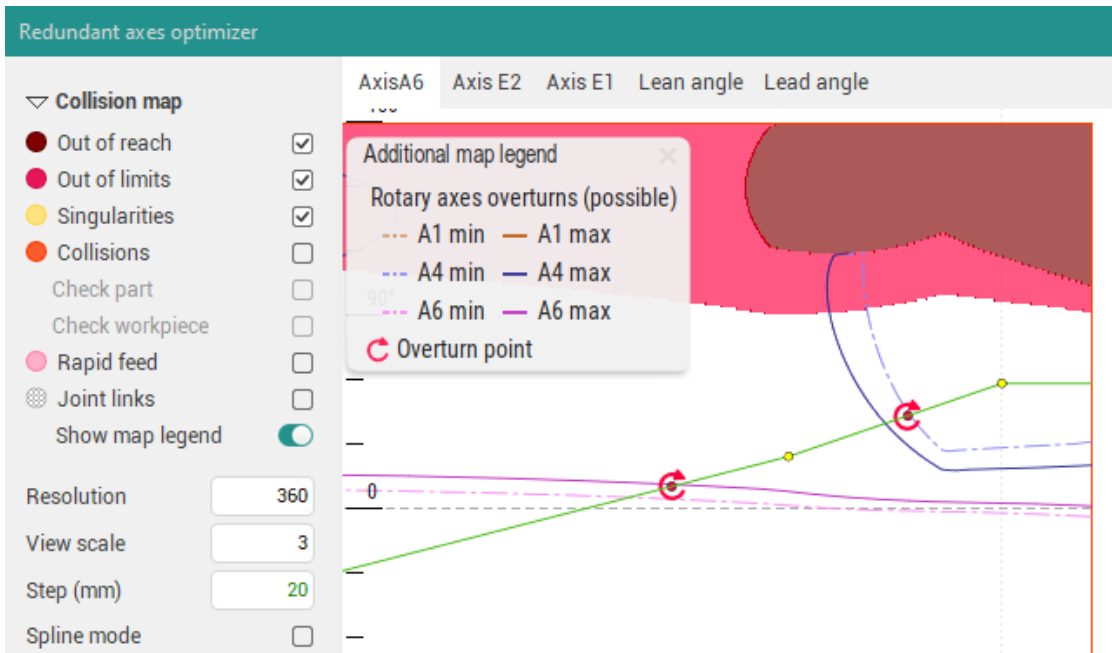 Redundant axes optimizer
AxisA6 Axis E2 Axis E1 Lean angle Lead angle
Collision map
Out of reach
Out of limits
Singularities
Collisions
Check part
Check workpiece
Rapid feed
Joint links
Show map legend
Resolution 360
View scale 3
Step (mm) 20
Spline mode
Additional map legend
Rotary axes overturns (possible)
A1 min A1 max
A4 min A4 max
90°
A6 min A6 max
Overturn point
0